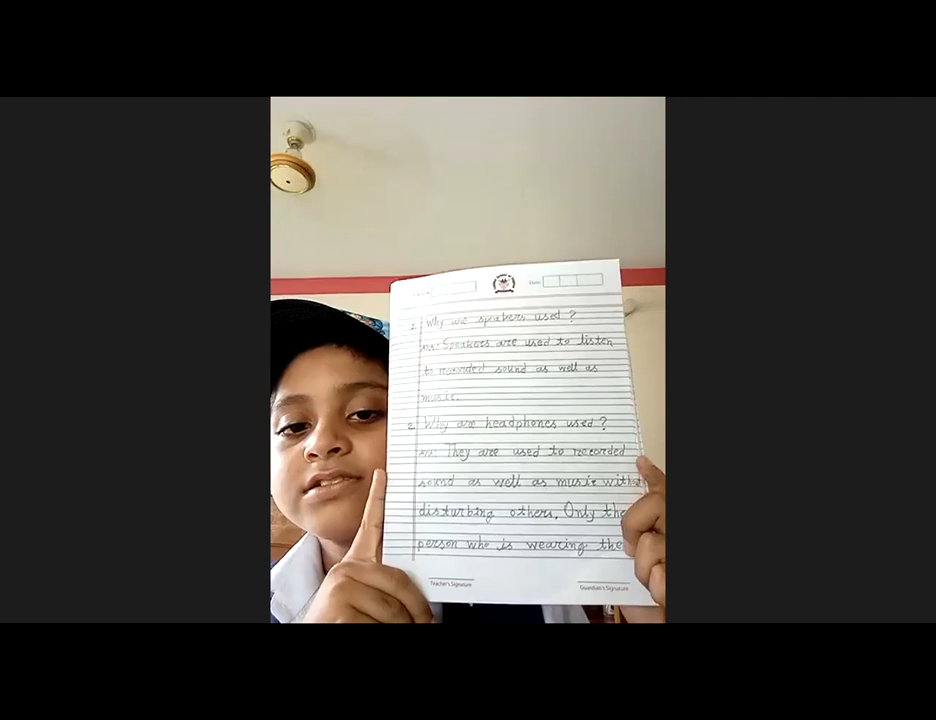 Date:
1. Why are speakers used ?
Ans: Speakers are used to listen
to recorded sound as well as
music.
2. Why are headphones used ?
Ans: They are used to recorded
sound as well as music without
disturbing others. Only the
person who is wearing the
Teacher's Signature
Guardian's Signature